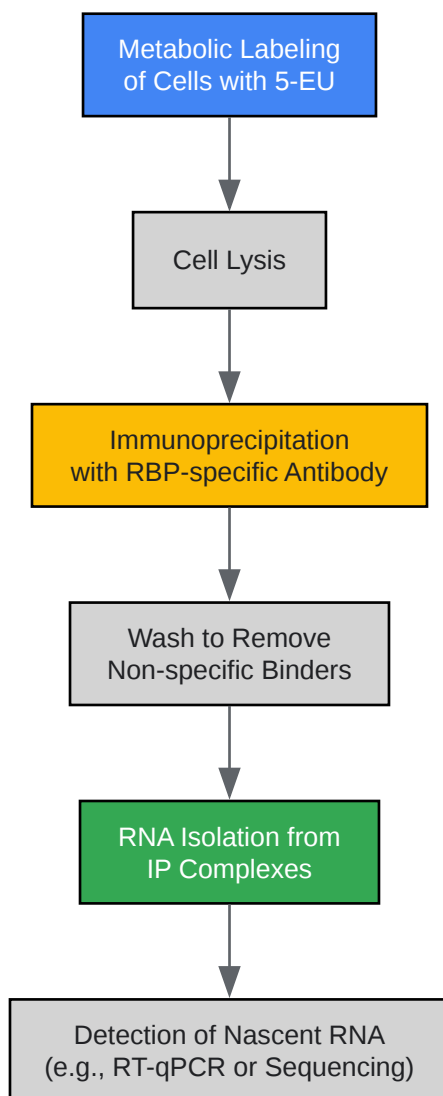 Metabolic Labeling
of Cells with 5-EU
Cell Lysis
Immunoprecipitation
with RBP-specific Antibody
Wash to Remove
Non-specific Binders
RNA Isolation from
IP Complexes
Detection of Nascent RNA
(e.g., RT-qPCR or Sequencing)